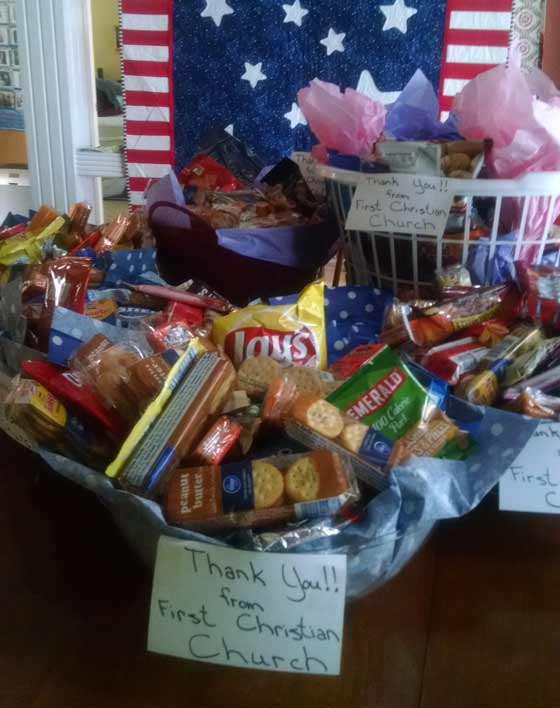 Thank You!!
from
First Christian
Church
Lay's
EMERALD
100 Calorie
peanut
butter
Thank You!!
from
First Christian
Church
First